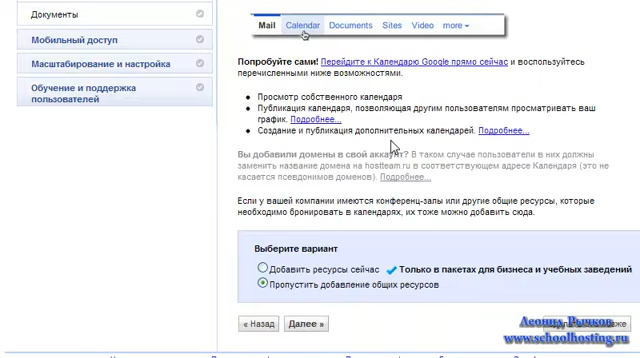 Документы
Мобильный доступ
Масштабирование и настройка
Обучение и поддержка
пользователей
Mail Calendar Documents Sites Video more
Попробуйте сами! Перейдите к Календарю Google прямо сейчас и воспользуйтесь
перечисленными ниже возможностями.
Просмотр собственного календаря
Публикация календаря, позволяющая другим пользователям просматривать ваш
график. Подробнее...
Создание и публикация дополнительных календарей. Подробнее...
Вы добавили домены в свой аккаунт? В таком случае пользователи в них должны
заменить название домена на hostteam.ru в соответствующем адресе Календаря (это не
касается псевдонимов доменов). Подробнее...
Если у вашей компании имеются конференц-залы или другие общие ресурсы, которые
необходимо бронировать в календарях, их тоже можно добавить сюда.
Выберите вариант
Добавить ресурсы сейчас Только в пакетах для бизнеса и учебных заведений
Пропустить добавление общих ресурсов
« Назад Далее »
Леонид Рычков
www.schoolhosting.ru